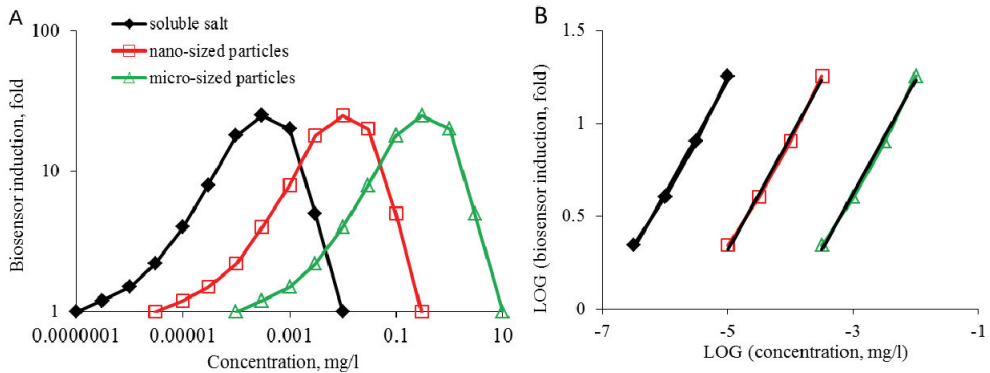 A
soluble salt
nano-sized particles
micro-sized particles
Biosensor induction, fold
100
10
1
0.0000001
0.00001
0.001
0.1
10
Concentration, mg/l
B
LOG (biosensor induction, fold)
1.5
1
0.5
0
-7
-5
-3
-1
LOG (concentration, mg/l)